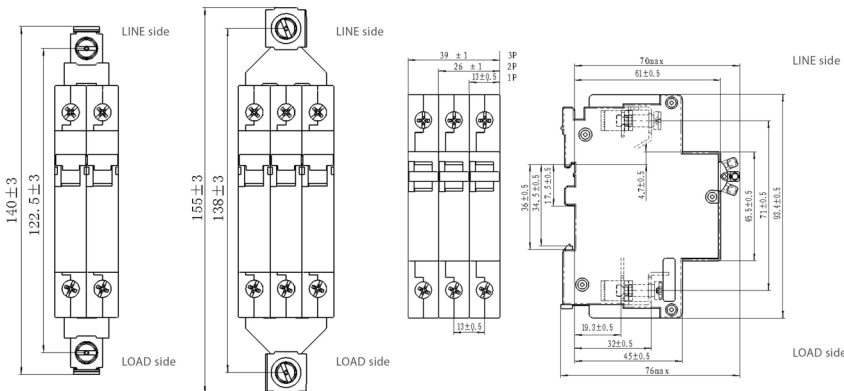 LINE side
140±3
122.5±3
LOAD side
LINE side
155±3
138±3
LOAD side
39 ±1 3P
26 ±1 2P
13±0.5 1P
13±0.5
70max
61±0.5
LINE side
36±0.5
34.5±0.5
17.5±0.5
4.7±0.5
45.5±0.5
71±0.5
93.4±0.5
19.3±0.5
32±0.5
45±0.5
76max
LOAD side